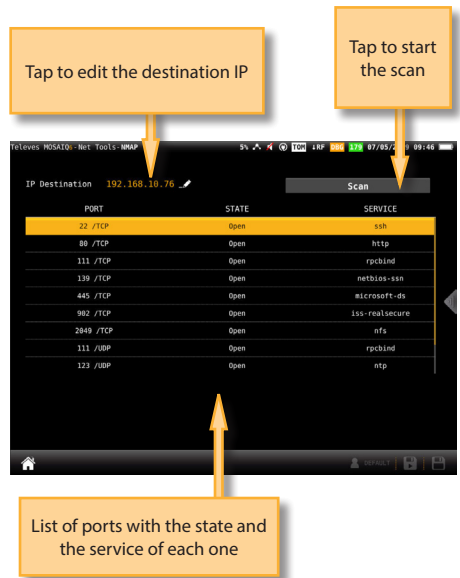 Tap to edit the destination IP
Tap to start
the scan
Televes MOSAIQ6-Net Tools-NMAP 5% TOM ↓RF DBG 179 09:46
IP Destination 192.168.10.76 Scan
PORT STATE SERVICE
22 /TCP Open ssh
80 /TCP Open http
111 /TCP Open rpcbind
139 /TCP Open netbios-ssn
445 /TCP Open microsoft-ds
902 /TCP Open iss-realsecure
2049 /TCP Open nfs
111 /UDP Open rpcbind
123 /UDP Open ntp
DEFAULT
List of ports with the state and
the service of each one